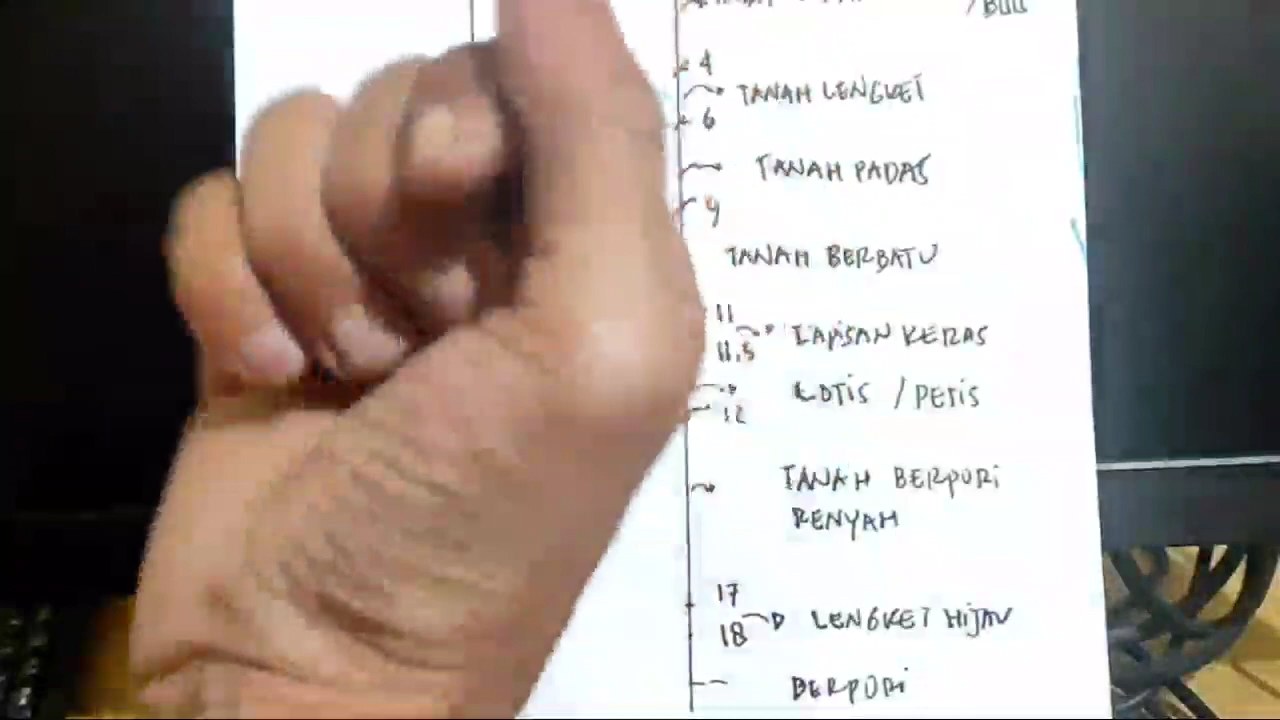 4
TANAH LENGKET
6
TANAH PADAS
9
TANAH BERBATU
11
LAPISAN KERAS
11,5
LOTIS / PETIS
12
TANAH BERPORI
RENYAH
17
LENGKET HIJAU
18
BERPORI